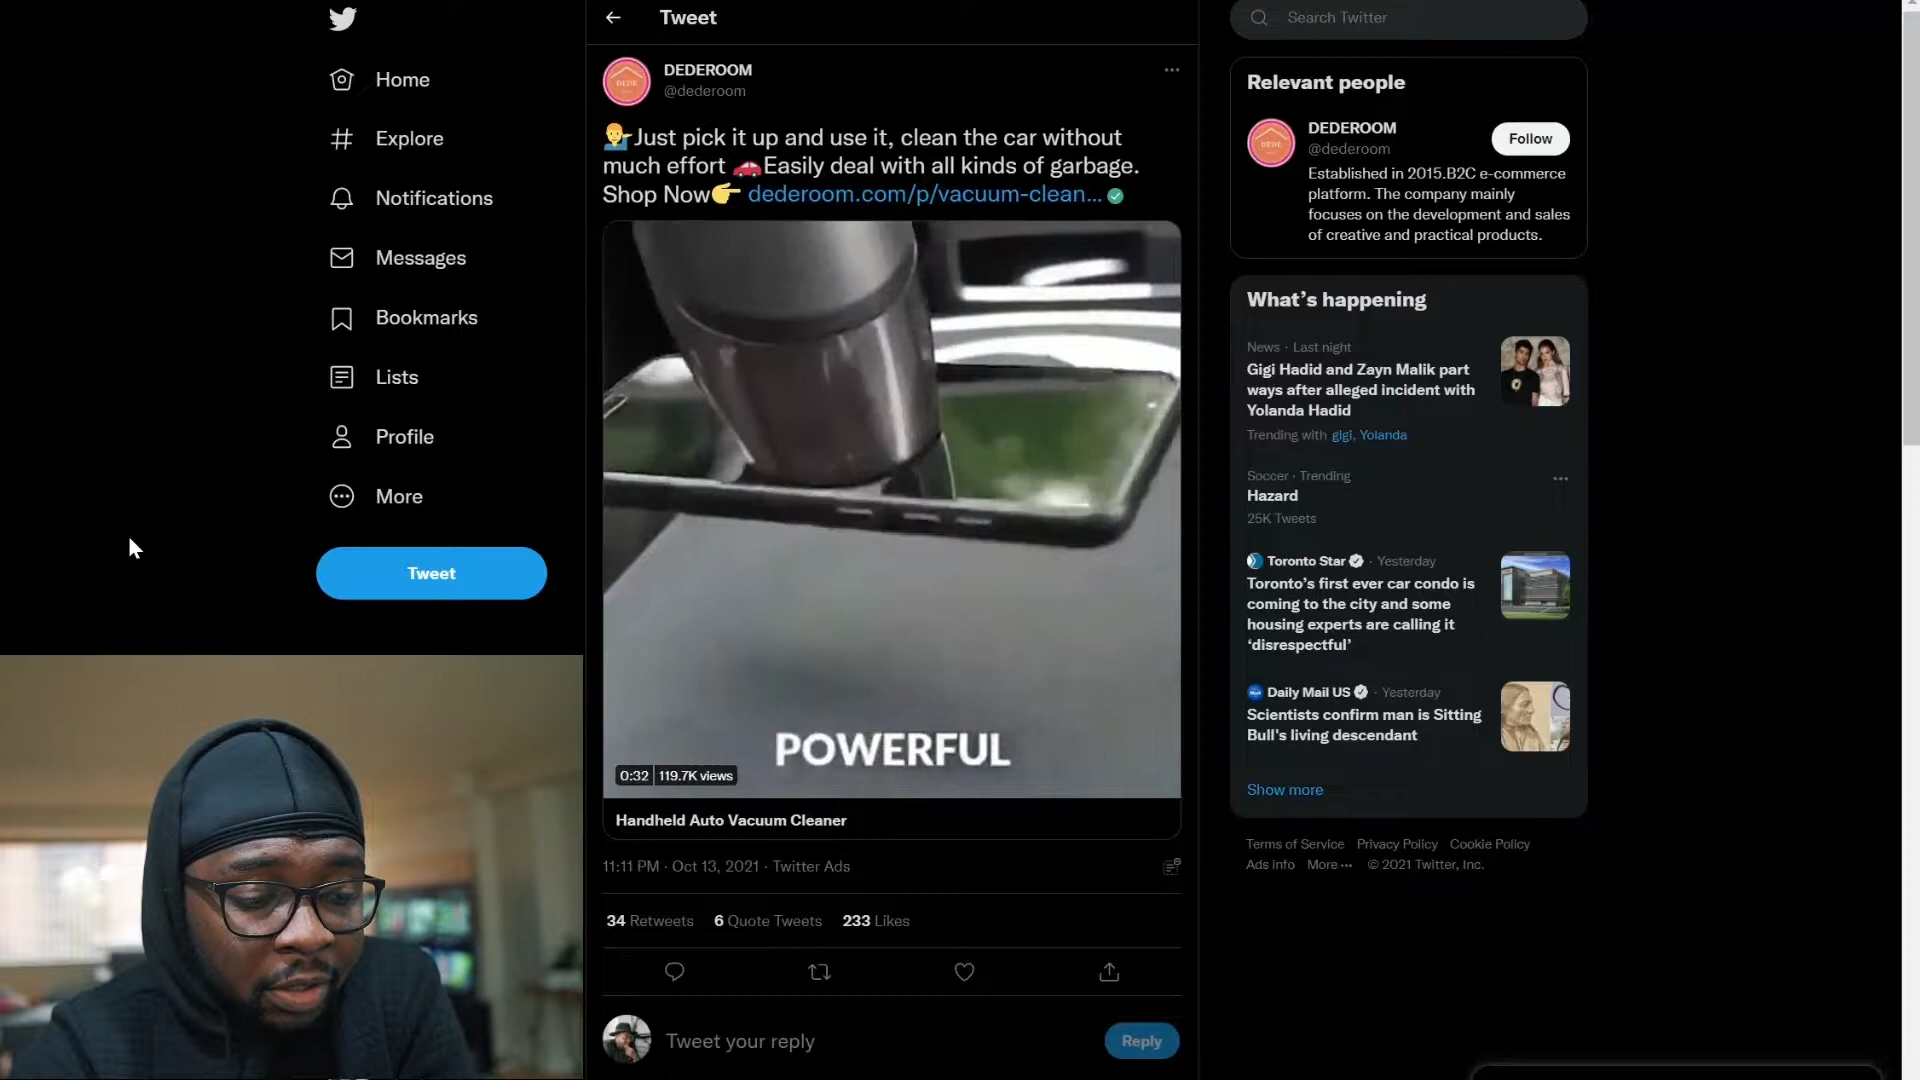 Home
Explore
Notifications
Messages
Bookmarks
Lists
Profile
More
Tweet
Tweet
DEDEROOM
@dederoom
Just pick it up and use it, clean the car without
much effort 🚗Easily deal with all kinds of garbage.
Shop Now👉 dederoom.com/p/vacuum-clean...
POWERFUL
0:32 119.7K views
Handheld Auto Vacuum Cleaner
11:11 PM · Oct 13, 2021 · Twitter Ads
34 Retweets 6 Quote Tweets 233 Likes
Tweet your reply
Reply
Search Twitter
Relevant people
DEDEROOM
@dederoom
Follow
Established in 2015.B2C e-commerce
platform. The company mainly
focuses on the development and sales
of creative and practical products.
What's happening
News · Last night
Gigi Hadid and Zayn Malik part
ways after alleged incident with
Yolanda Hadid
Trending with gigi, Yolanda
Soccer · Trending
Hazard
25K Tweets
Toronto Star · Yesterday
Toronto's first ever car condo is
coming to the city and some
housing experts are calling it
'disrespectful'
Daily Mail US · Yesterday
Scientists confirm man is Sitting
Bull's living descendant
Show more
Terms of Service Privacy Policy Cookie Policy
Ads info More ··· © 2021 Twitter, Inc.